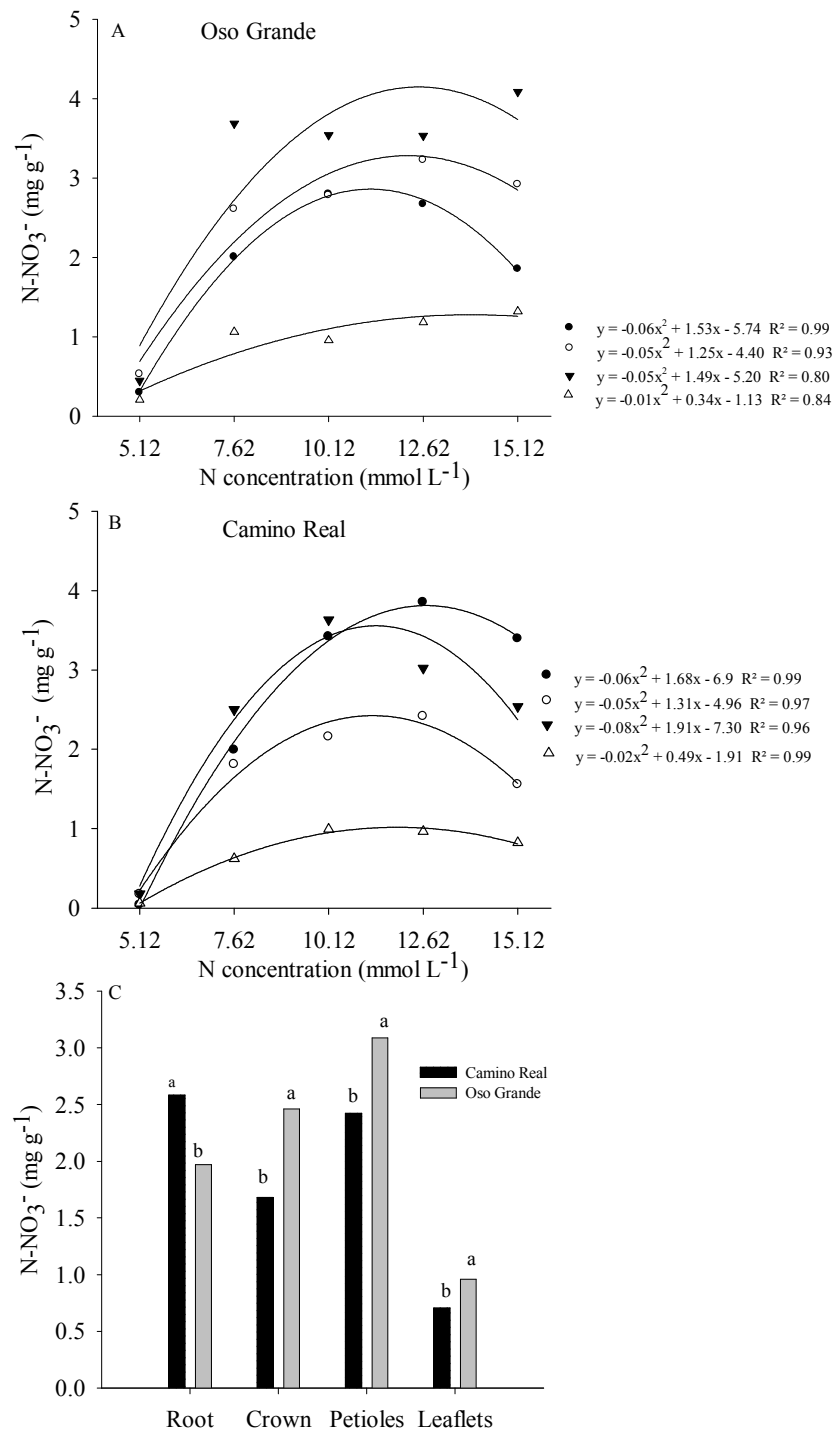 A
Oso Grande
5
4
3
2
1
0
N-NO3- (mg g-1)
5.12 7.62 10.12 12.62 15.12
N concentration (mmol L-1)
y = -0.06x2 + 1.53x - 5.74 R² = 0.99
y = -0.05x2 + 1.25x - 4.40 R² = 0.93
y = -0.05x2 + 1.49x - 5.20 R² = 0.80
y = -0.01x2 + 0.34x - 1.13 R² = 0.84
B
Camino Real
5
4
3
2
1
0
N-NO3- (mg g-1)
5.12 7.62 10.12 12.62 15.12
N concentration (mmol L-1)
y = -0.06x2 + 1.68x - 6.9 R² = 0.99
y = -0.05x2 + 1.31x - 4.96 R² = 0.97
y = -0.08x2 + 1.91x - 7.30 R² = 0.96
y = -0.02x2 + 0.49x - 1.91 R² = 0.99
C
3.5
3.0
2.5
2.0
1.5
1.0
0.5
0.0
N-NO3- (mg g-1)
a
b
b
a
b
a
b
a
Camino Real
Oso Grande
Root Crown Petioles Leaflets